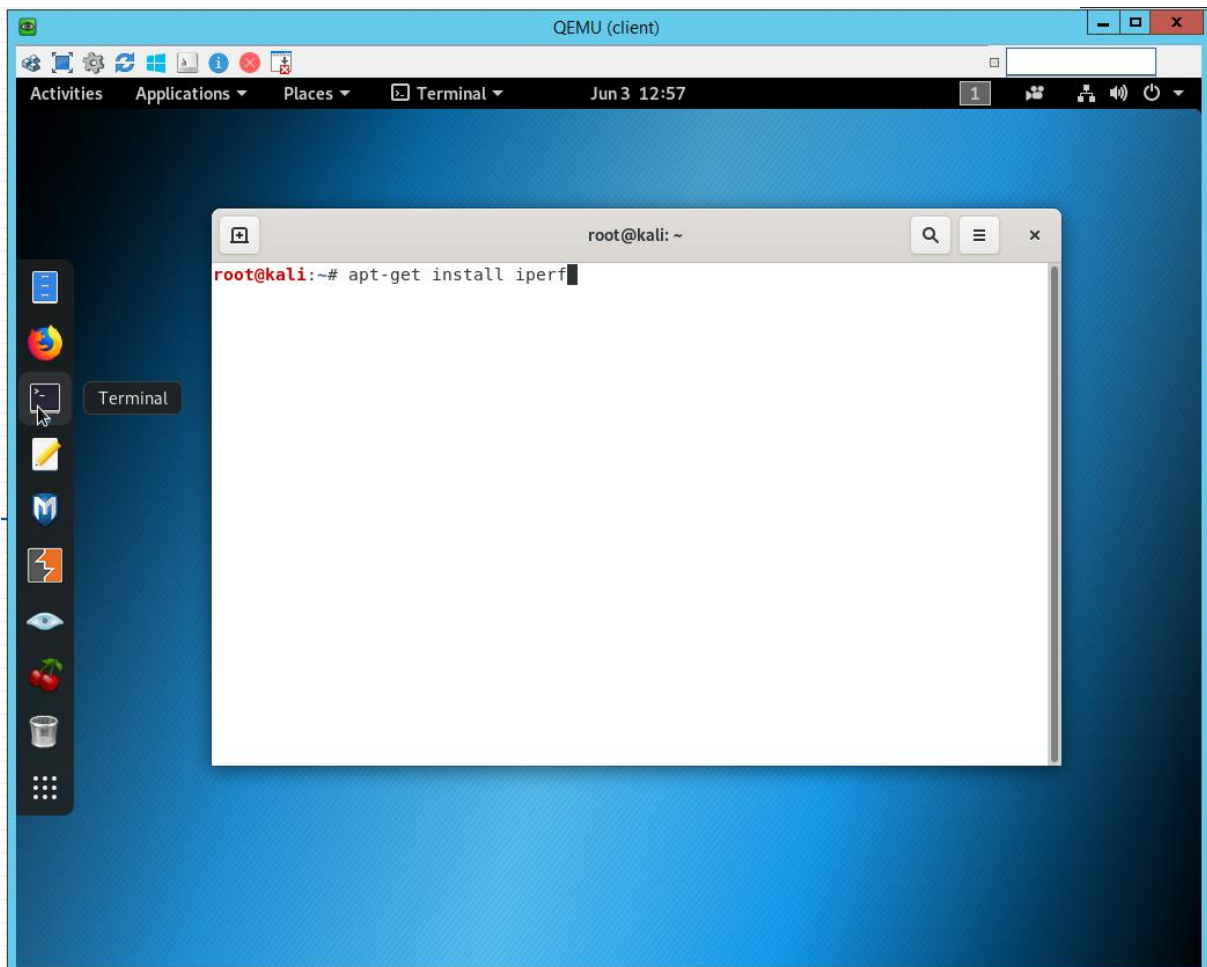 QEMU (client)
Activities Applications Places Terminal Jun 3 12:57 1
root@kali: ~
root@kali:~# apt-get install iperf
Terminal